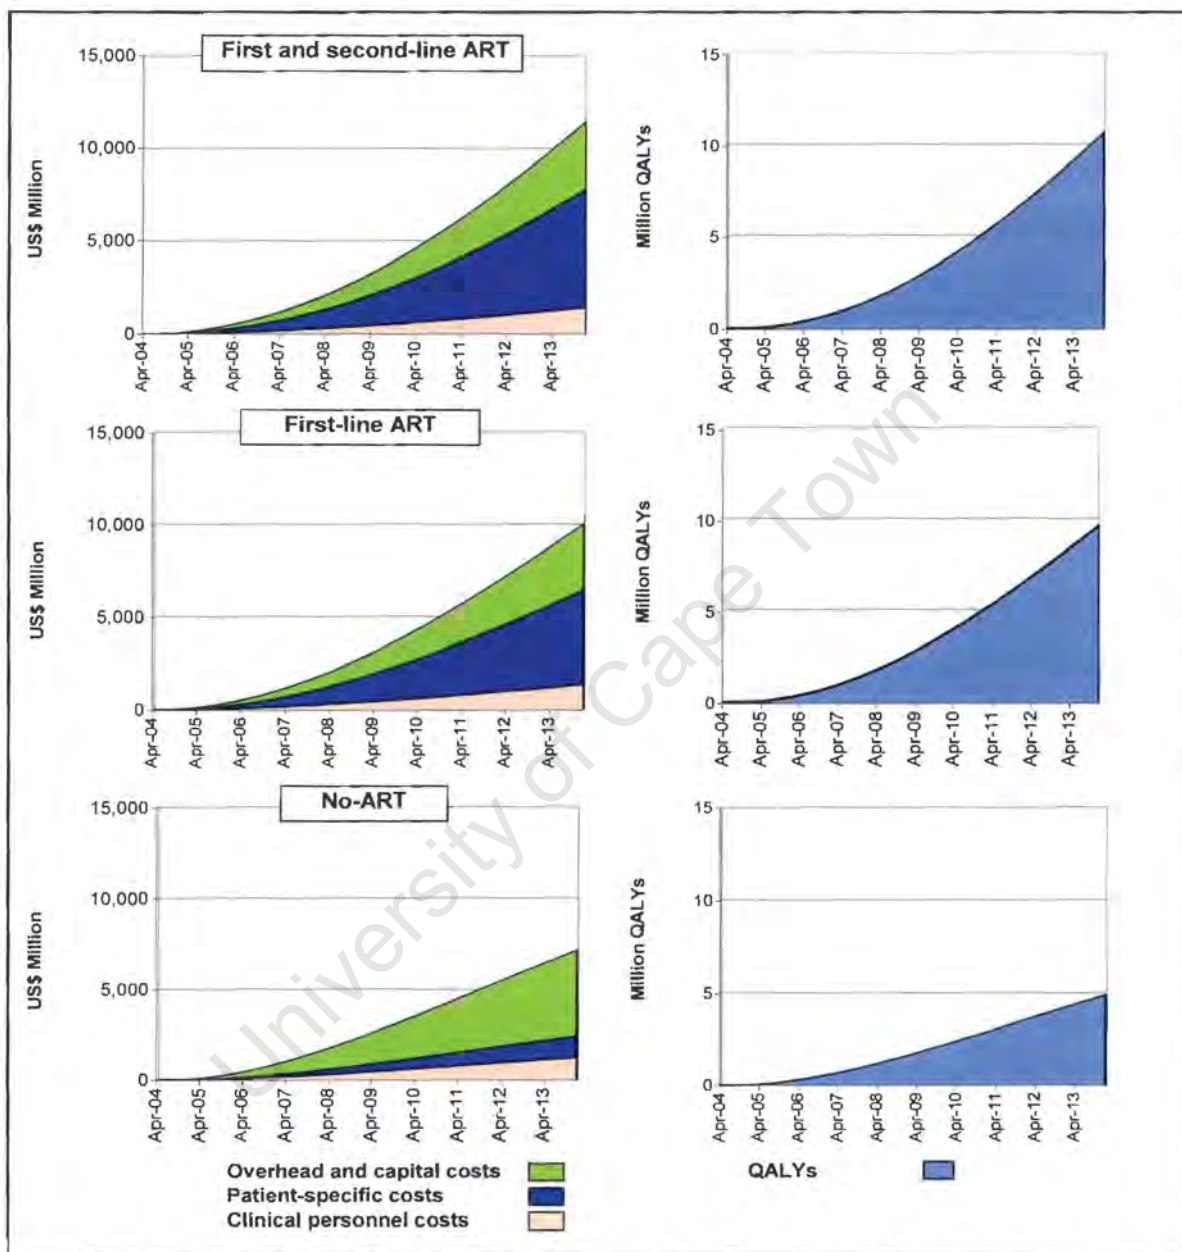 First and second-line ART
15,000
10,000
5,000
0
US$ Million
Apr-04
Apr-05
Apr-06
Apr-07
Apr-08
Apr-09
Apr-10
Apr-11
Apr-12
Apr-13
15
10
5
0
Million QALYs
Apr-04
Apr-05
Apr-06
Apr-07
Apr-08
Apr-09
Apr-10
Apr-11
Apr-12
Apr-13
First-line ART
15,000
10,000
5,000
0
US$ Million
Apr-04
Apr-05
Apr-06
Apr-07
Apr-08
Apr-09
Apr-10
Apr-11
Apr-12
Apr-13
15
10
5
0
Million QALYs
Apr-04
Apr-05
Apr-06
Apr-07
Apr-08
Apr-09
Apr-10
Apr-11
Apr-12
Apr-13
No-ART
15,000
10,000
5,000
0
US$ Million
Apr-04
Apr-05
Apr-06
Apr-07
Apr-08
Apr-09
Apr-10
Apr-11
Apr-12
Apr-13
15
10
5
0
Million QALYs
Apr-04
Apr-05
Apr-06
Apr-07
Apr-08
Apr-09
Apr-10
Apr-11
Apr-12
Apr-13
Overhead and capital costs
Patient-specific costs
Clinical personnel costs
QALYs
University of Cape Town